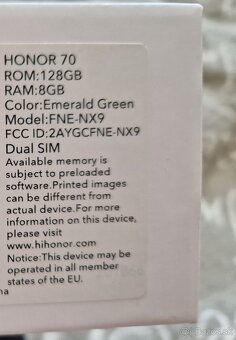 HONOR 70
ROM:128GB
RAM:8GB
Color:Emerald Green
Model:FNE-NX9
FCC ID:2AYGCFNE-NX9
Dual SIM
Available memory is
subject to preloaded
software.Printed images
can be different from
actual device.For more
information on this device,
please visit
www.hihonor.com
Notice:This device may be
operated in all member
states of the EU.
na